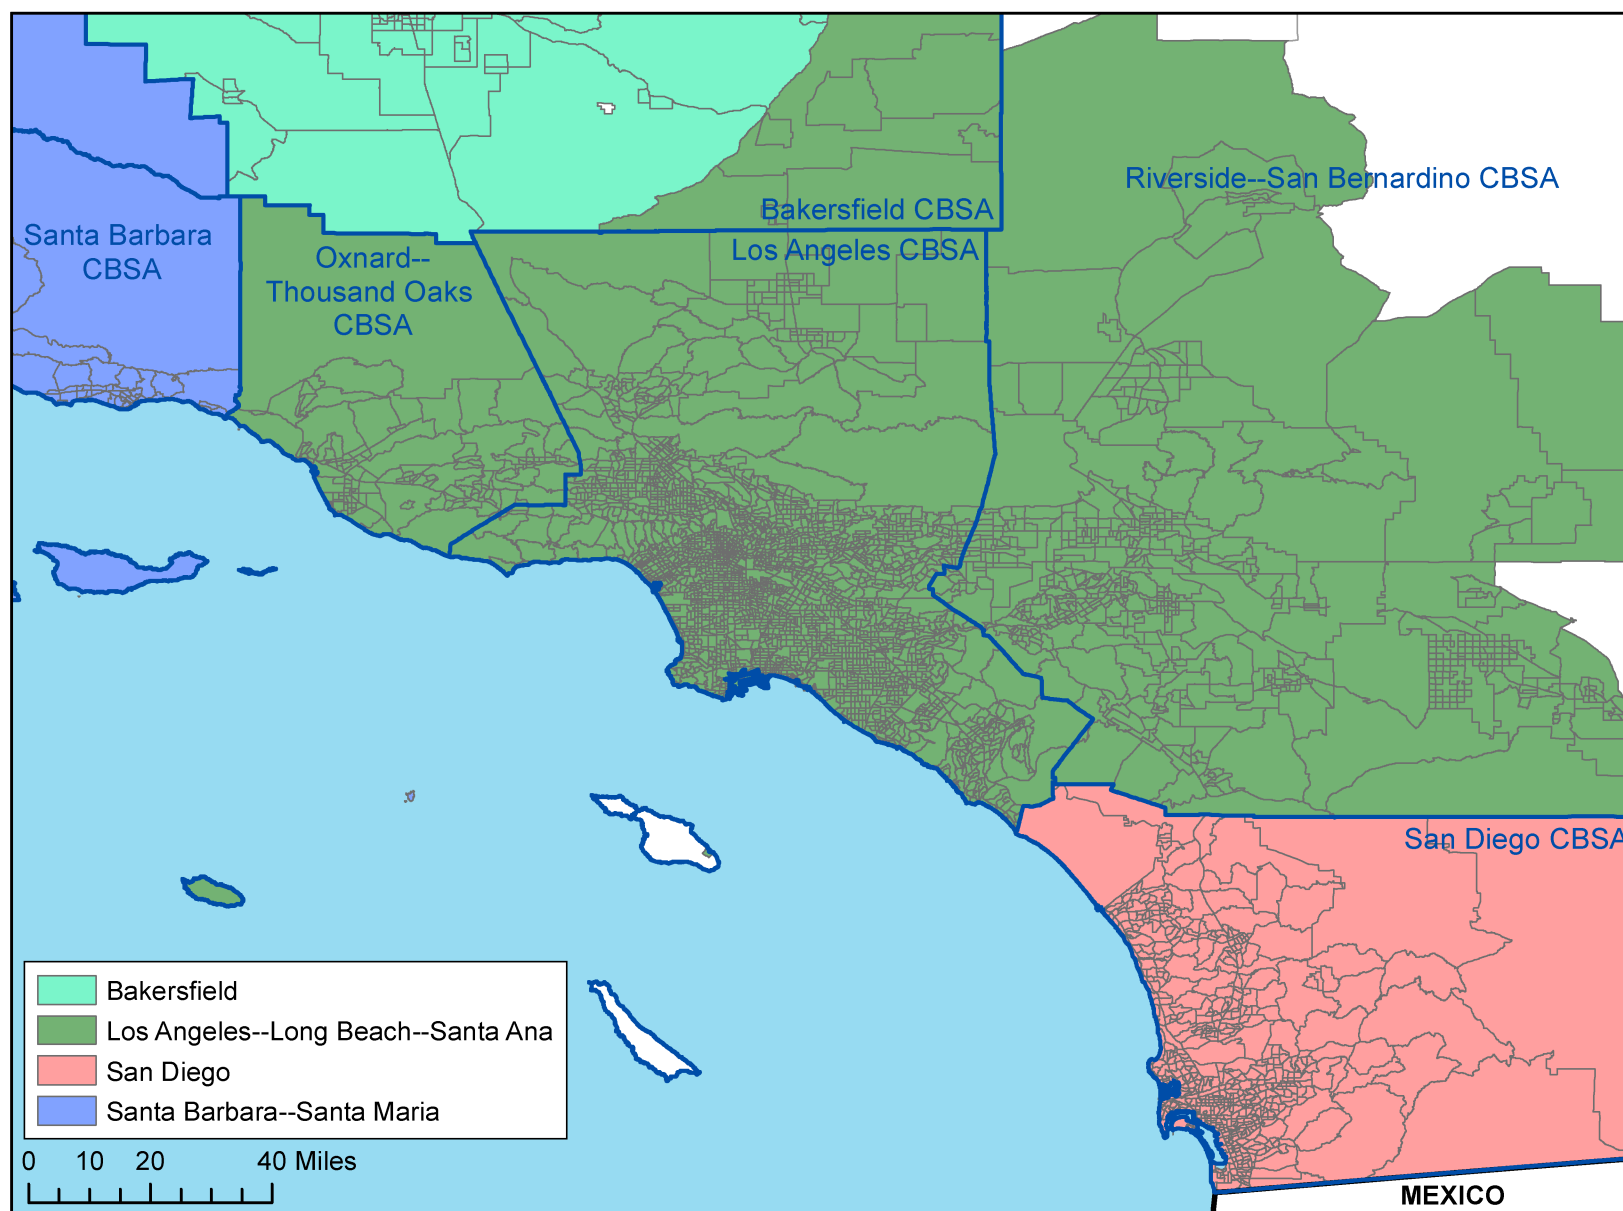 Riverside--San Bernardino CBSA
Bakersfield CBSA
Santa Barbara
CBSA
Los Angeles CBSA
Oxnard--
Thousand Oaks
CBSA
San Diego CBSA
Bakersfield
Los Angeles--Long Beach--Santa Ana
San Diego
Santa Barbara--Santa Maria
0 10 20 40 Miles
MEXICO